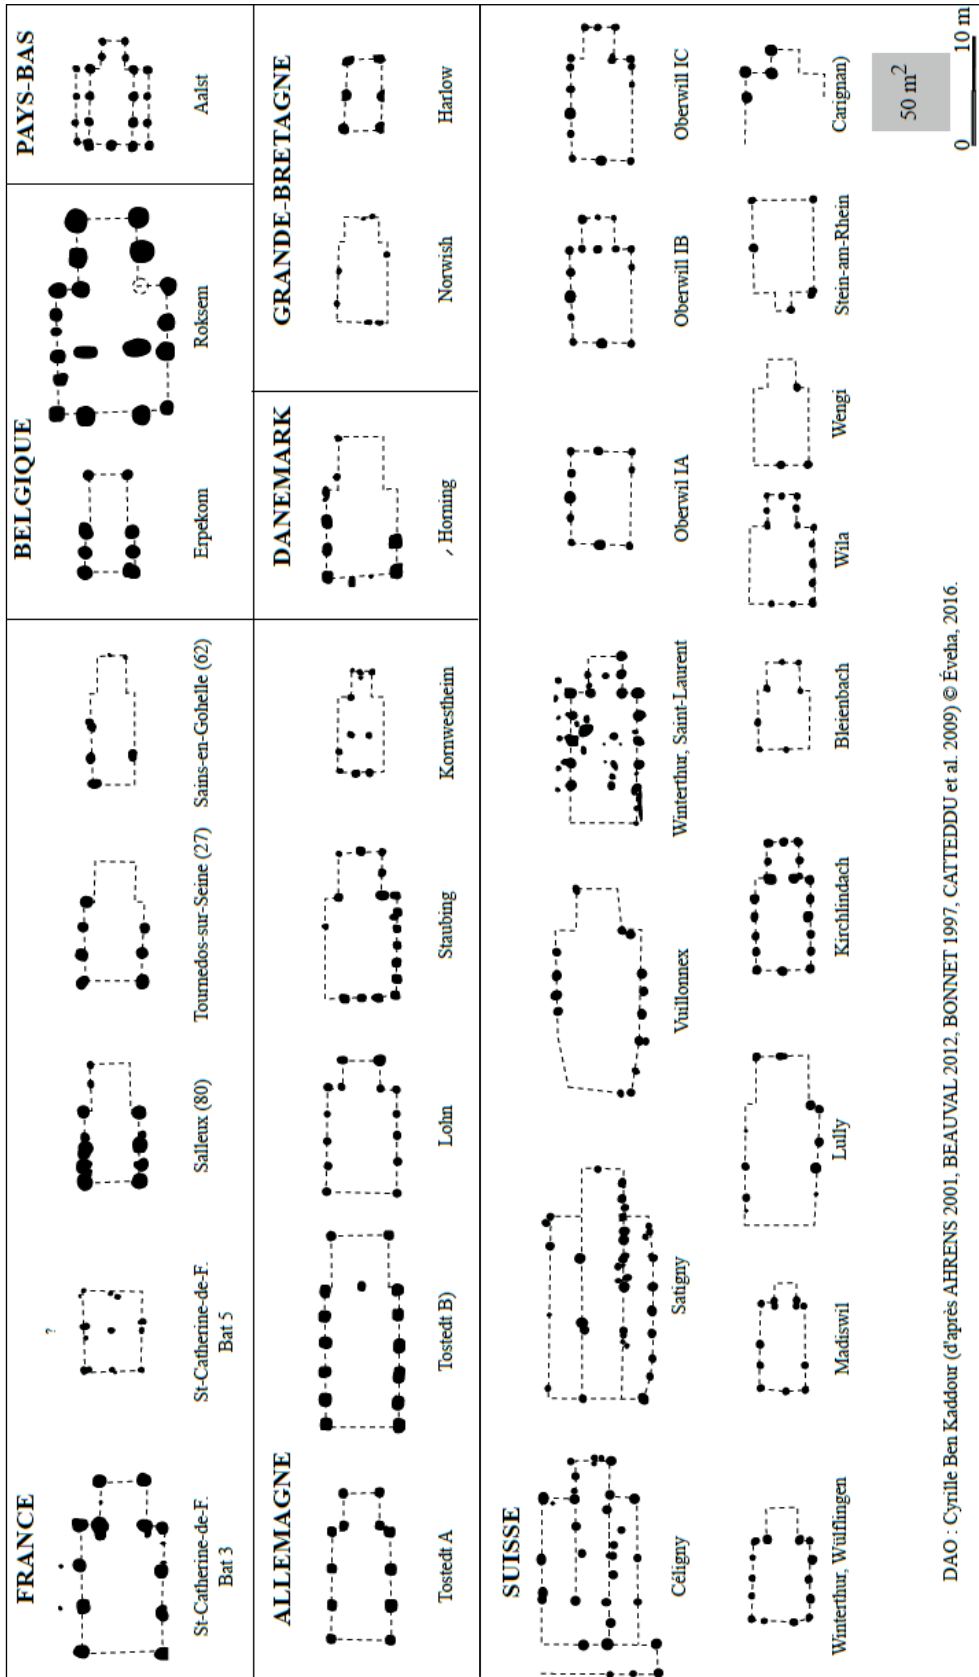 FRANCE
St-Catherine-de-F.
Bat 3
?
St-Catherine-de-F.
Bat 5
Salleux (80)
Tournedos-sur-Seine (27)
Sains-en-Gohelle (62)
BELGIQUE
Erpekom
Roksem
PAYS-BAS
Aalst
ALLEMAGNE
Tostedt A
Tostedt B)
Lohn
Staubing
Kornwestheim
DANEMARK
Horning
GRANDE-BRETAGNE
Norwish
Harlow
SUISSE
Céligny
Satigny
Vuillonnex
Winterthur, Saint-Laurent
Oberwil IA
Oberwill IB
Oberwill IC
Winterthur, Wülflingen
Madiswil
Lully
Kirchlindach
Bleienbach
Wila
Wengi
Stein-am-Rhein
Carignan)
50 m²
0 10 m
DAO : Cyrille Ben Kaddour (d'après AHRENS 2001, BEAUVAL 2012, BONNET 1997, CATTEDDU et al. 2009) © Éveha, 2016.